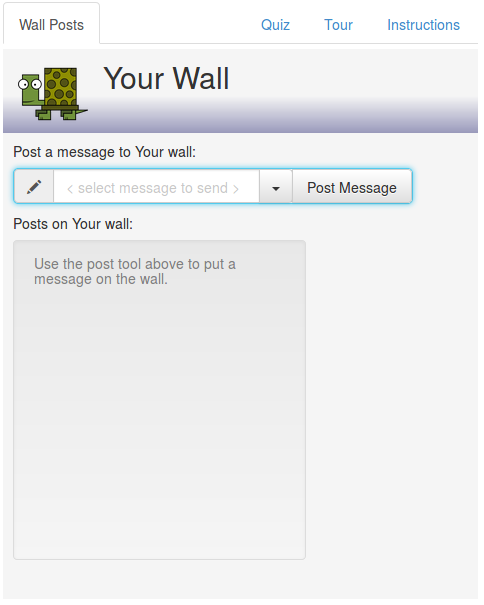 Wall Posts
Quiz
Tour
Instructions
Your Wall
Post a message to Your wall:
< select message to send >
Post Message
Posts on Your wall:
Use the post tool above to put a
message on the wall.